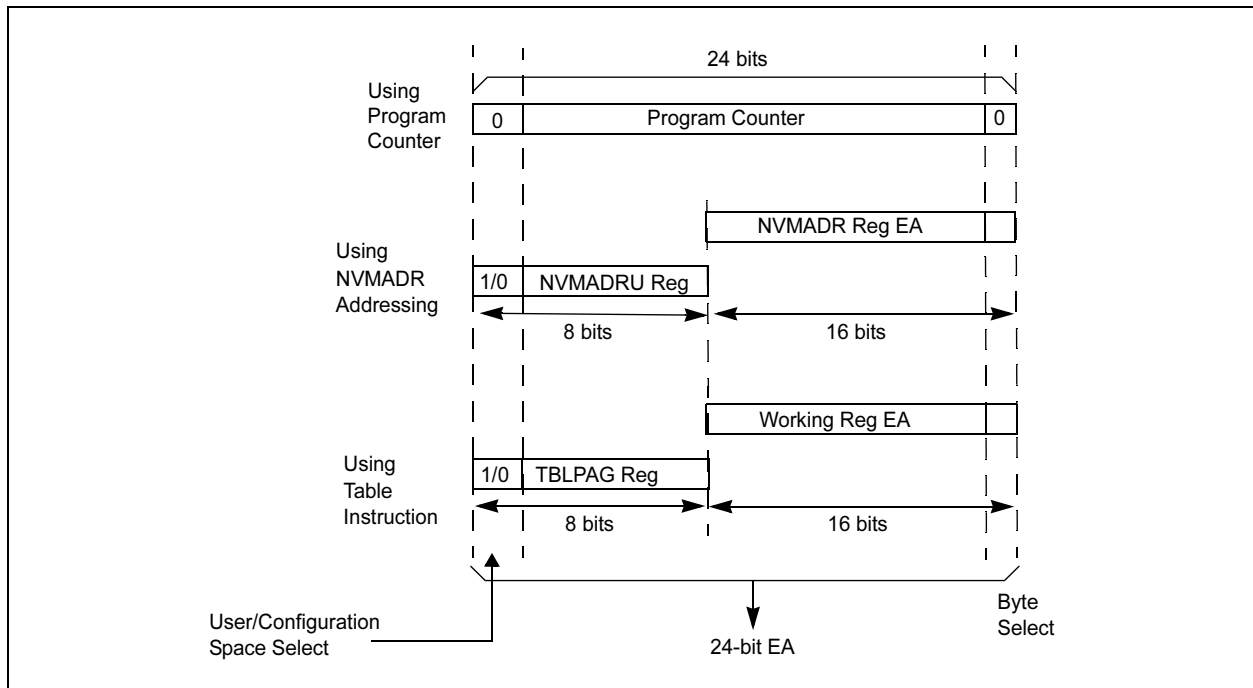 24 bits
Using
Program
Counter
0
Program Counter
0
NVMADR Reg EA
Using
NVMADR
Addressing
1/0
NVMADRU Reg
8 bits
16 bits
Working Reg EA
Using
Table
Instruction
1/0
TBLPAG Reg
8 bits
16 bits
User/Configuration
Space Select
24-bit EA
Byte
Select